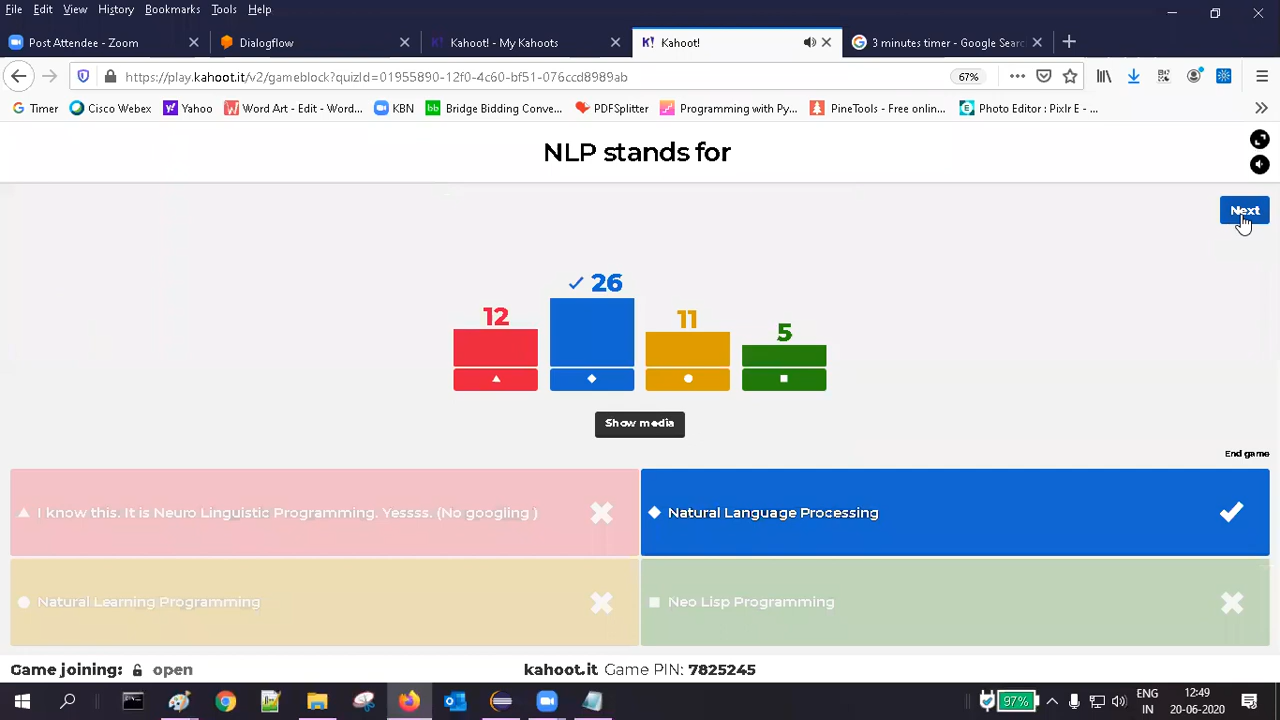 File Edit View History Bookmarks Tools Help
Post Attendee - Zoom
Dialogflow
Kahoot! - My Kahoots
K! Kahoot!
3 minutes timer - Google Searc
https://play.kahoot.it/v2/gameblock?quizId=01955890-12f0-4c60-bf51-076ccd8989ab
67%
Timer
Cisco Webex
Yahoo
Word Art - Edit - Word...
KBN
Bridge Bidding Conve...
PDFSplitter
Programming with Py...
PineTools - Free onlin...
Photo Editor : Pixlr E - ...
NLP stands for
Next
12
26
11
5
Show media
End game
I know this. It is Neuro Linguistic Programming. Yessss. (No googling )
Natural Language Processing
Natural Learning Programming
Neo Lisp Programming
Game joining: open
kahoot.it Game PIN: 7825245
97%
ENG
IN
12:49
20-06-2020